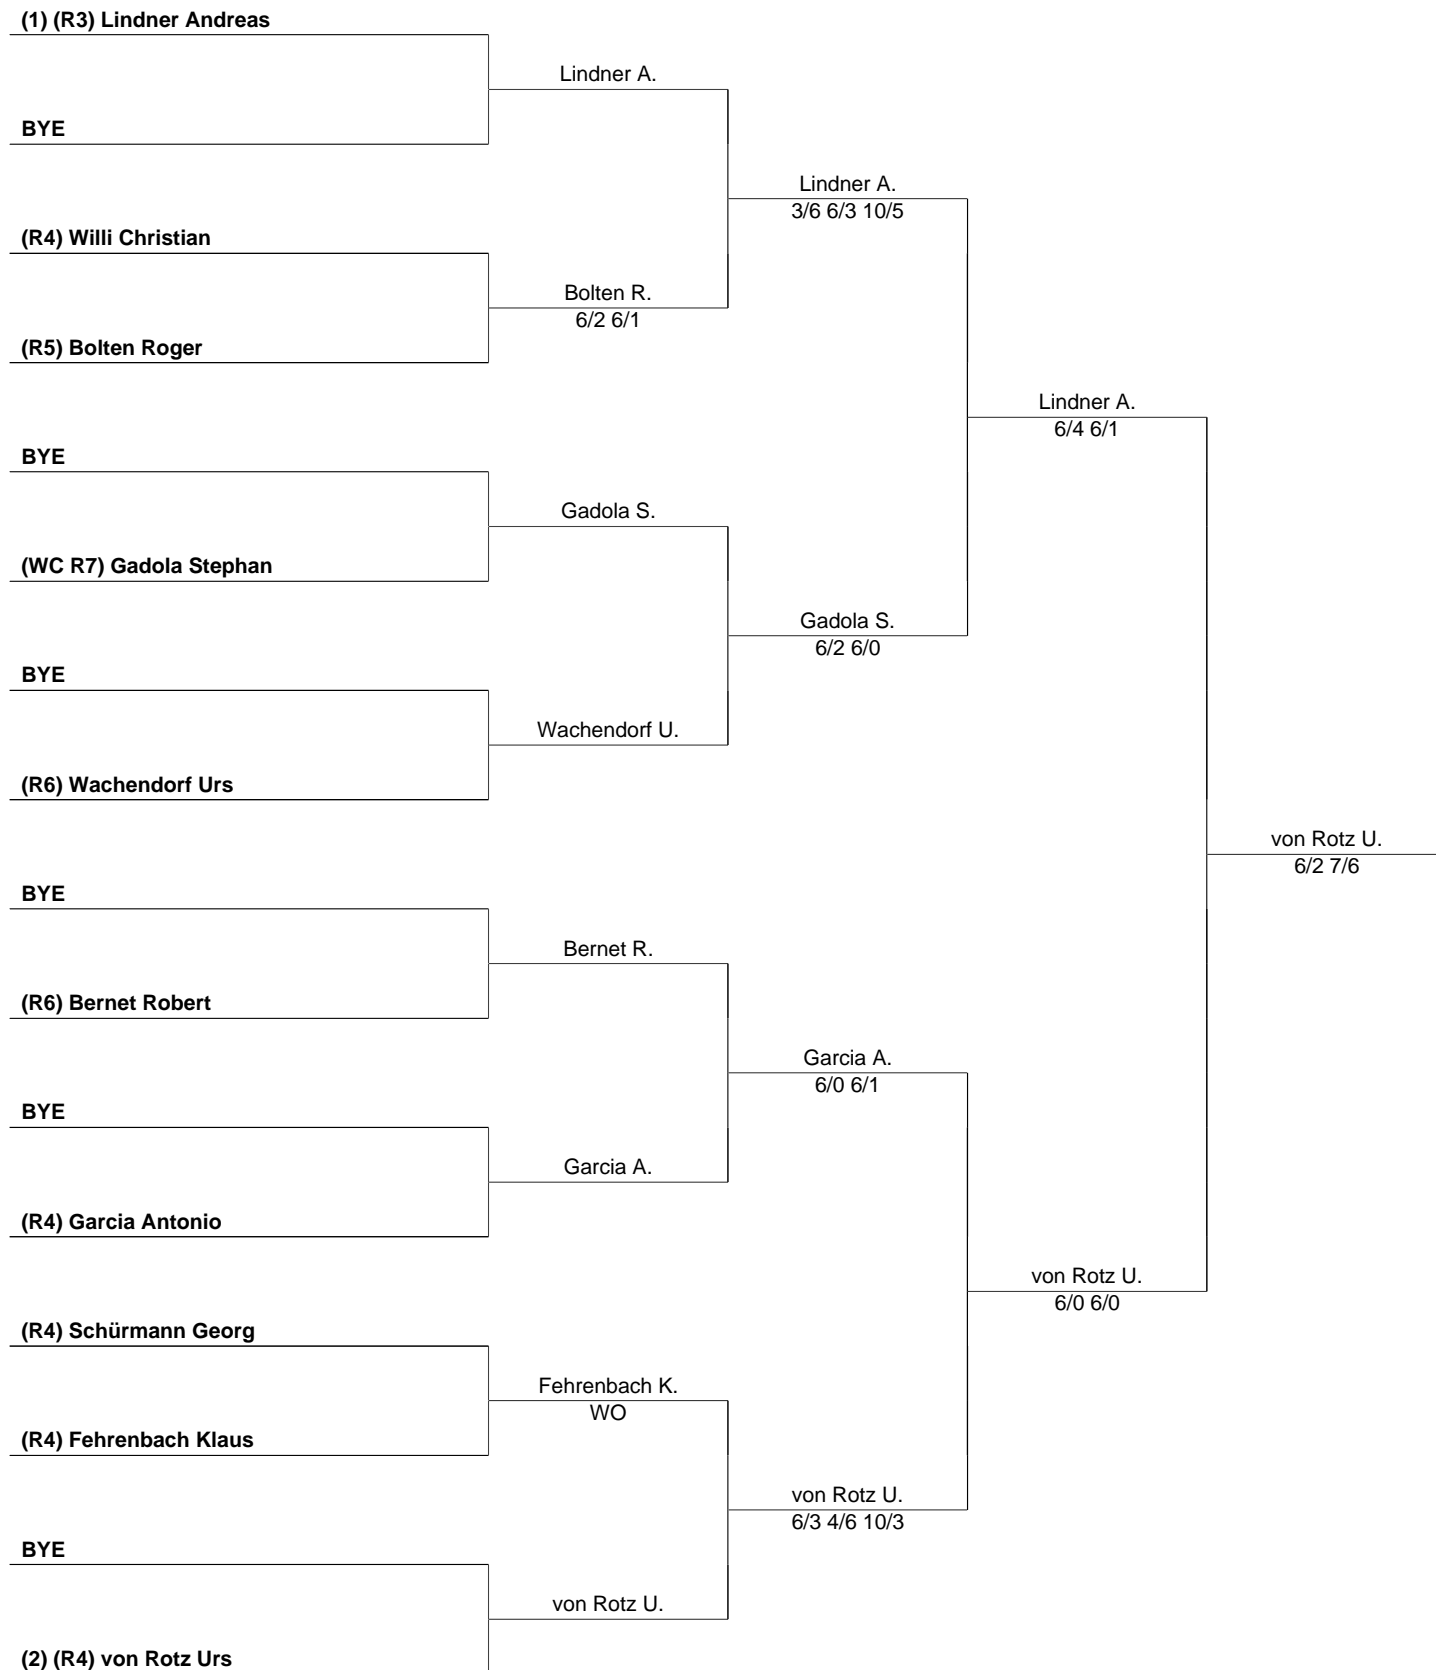 (1) (R3) Lindner Andreas
Lindner A.
BYE
Lindner A.
3/6 6/3 10/5
(R4) Willi Christian
Bolten R.
6/2 6/1
(R5) Bolten Roger
Lindner A.
6/4 6/1
BYE
Gadola S.
(WC R7) Gadola Stephan
Gadola S.
6/2 6/0
BYE
Wachendorf U.
(R6) Wachendorf Urs
von Rotz U.
6/2 7/6
BYE
Bernet R.
(R6) Bernet Robert
Garcia A.
6/0 6/1
BYE
Garcia A.
(R4) Garcia Antonio
von Rotz U.
6/0 6/0
(R4) Schürmann Georg
Fehrenbach K.
WO
(R4) Fehrenbach Klaus
von Rotz U.
6/3 4/6 10/3
BYE
von Rotz U.
(2) (R4) von Rotz Urs